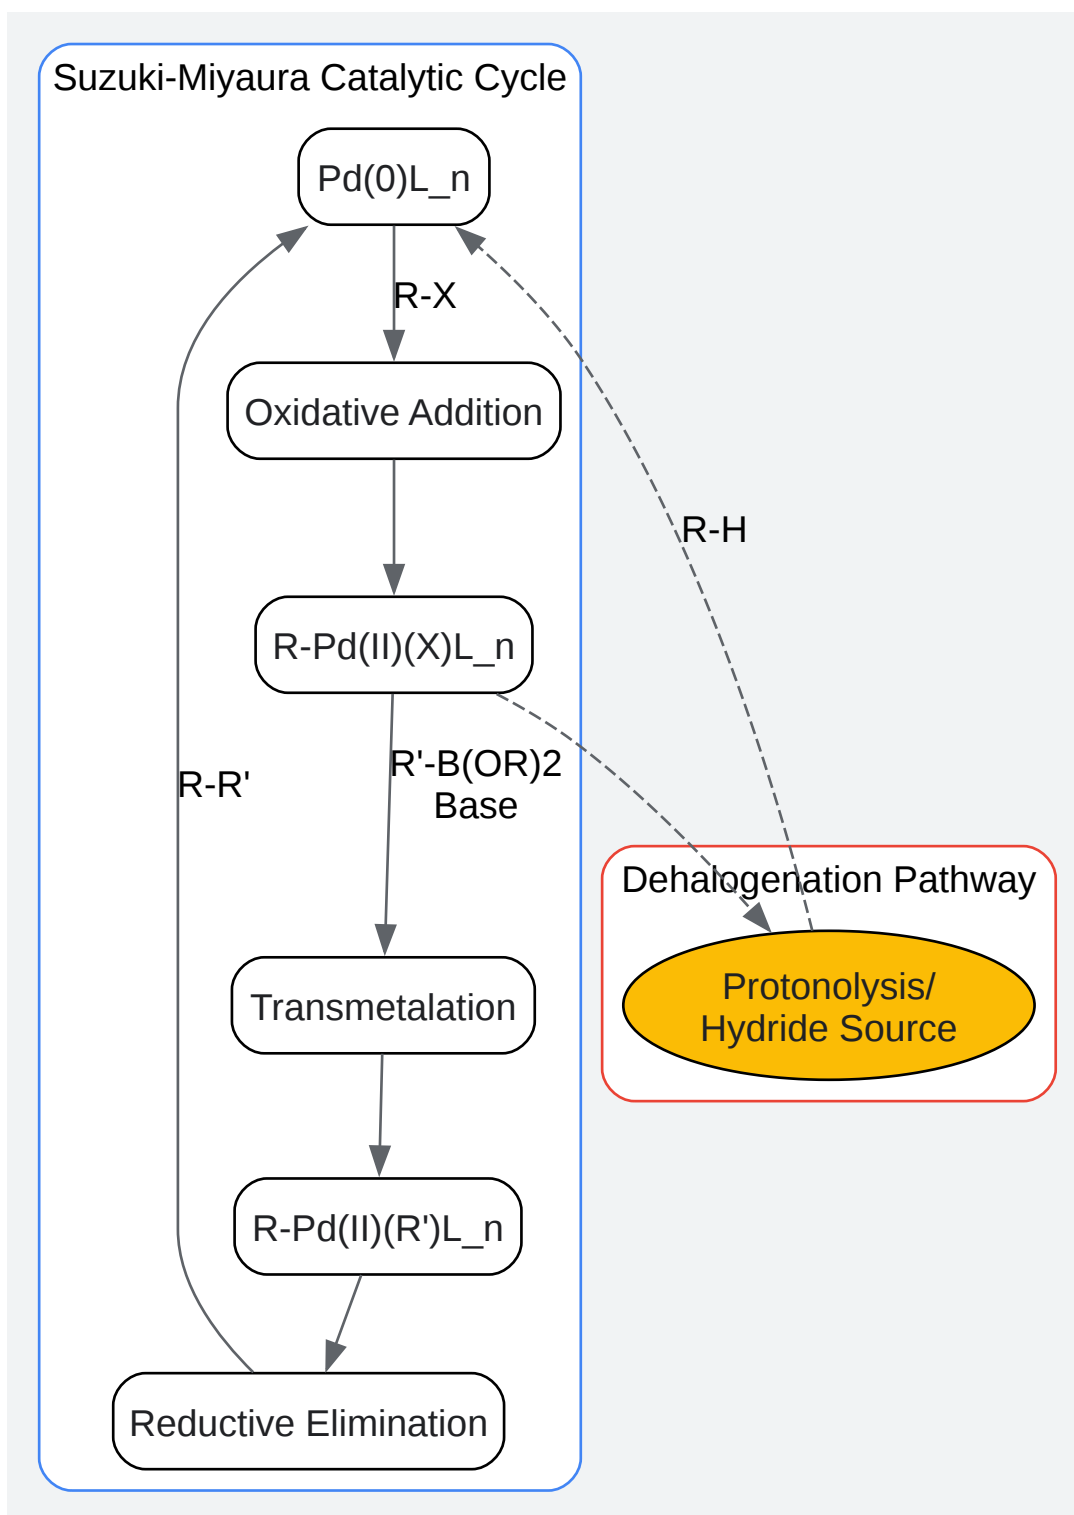 Suzuki-Miyaura Catalytic Cycle
Pd(0)L_n
R-X
Oxidative Addition
R-H
R-Pd(II)(X)L_n
R'-B(OR)2
Base
R-R'
Dehalogenation Pathway
Protonolysis/
Hydride Source
Transmetalation
R-Pd(II)(R')L_n
Reductive Elimination